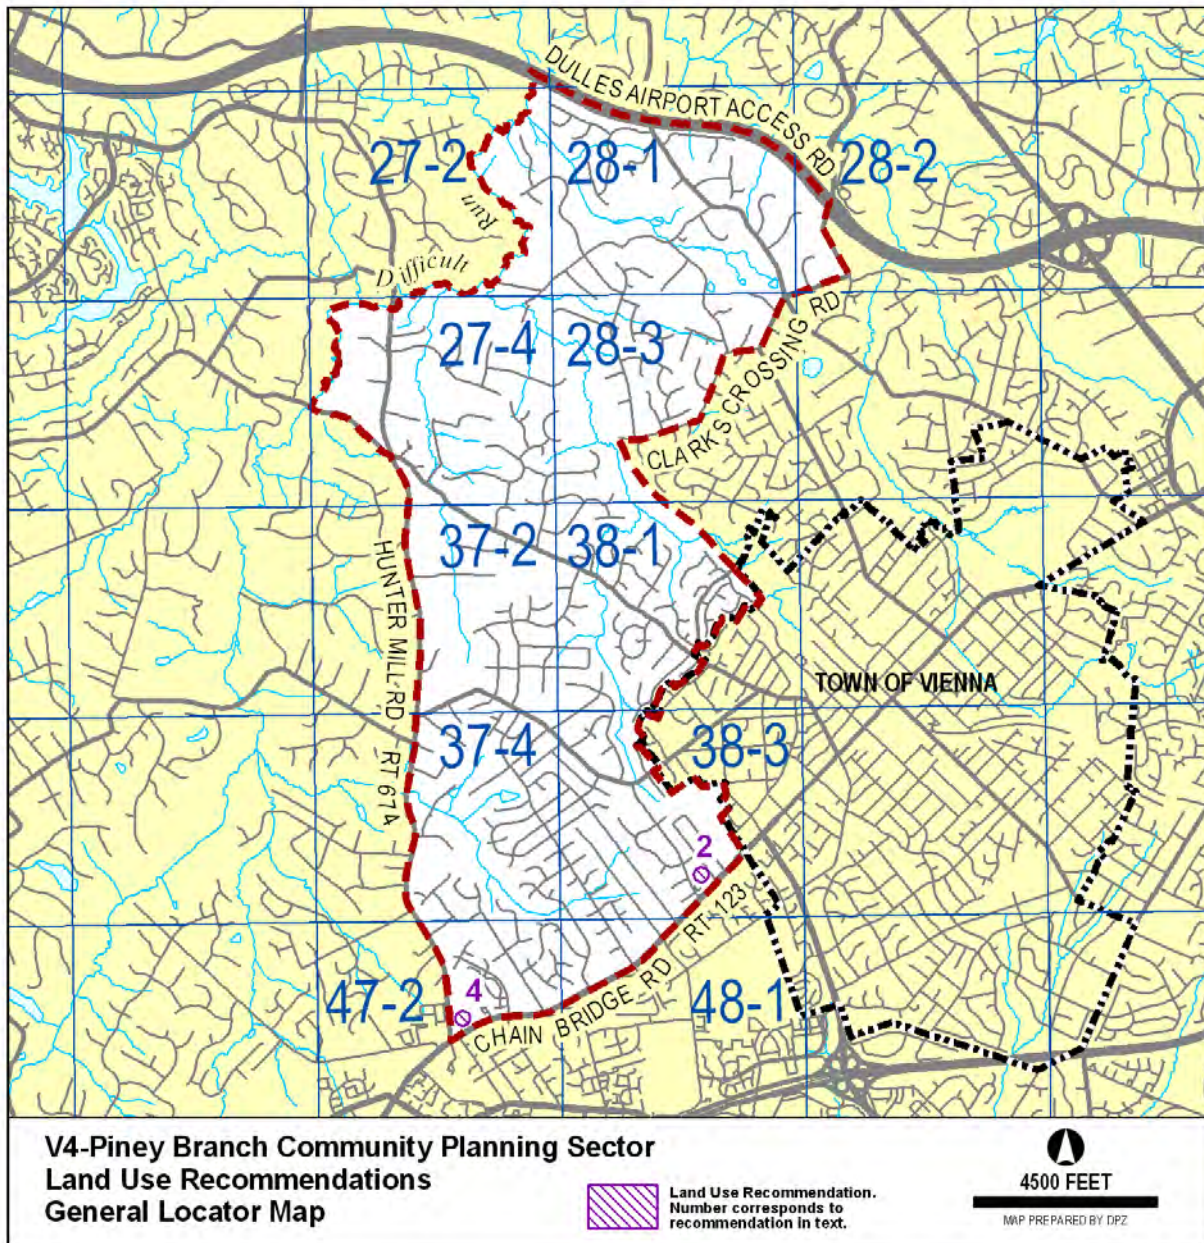 DULLES AIRPORT ACCESS RD
27-2
28-1
28-2
Difficult Run
27-4
28-3
CLARKS CROSSING RD
37-2
38-1
HUNTER MILL RD RT 674
TOWN OF VIENNA
37-4
38-3
2
RT 123
4
47-2
CHAIN BRIDGE RD
48-1
V4-Piney Branch Community Planning Sector
Land Use Recommendations
General Locator Map
Land Use Recommendation.
Number corresponds to
recommendation in text.
4500 FEET
MAP PREPARED BY DPZ